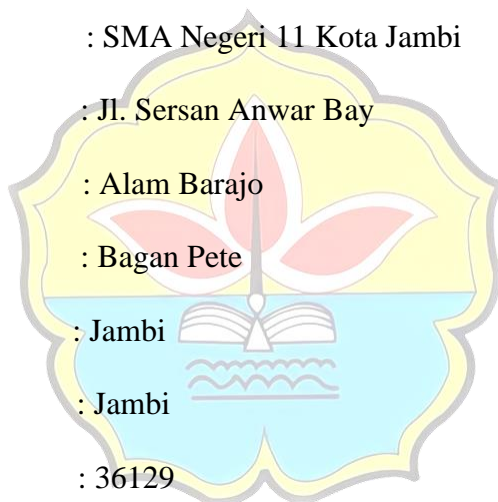 : SMA Negeri 11 Kota Jambi
: Jl. Sersan Anwar Bay
: Alam Barajo
: Bagan Pete
: Jambi
: Jambi
: 36129